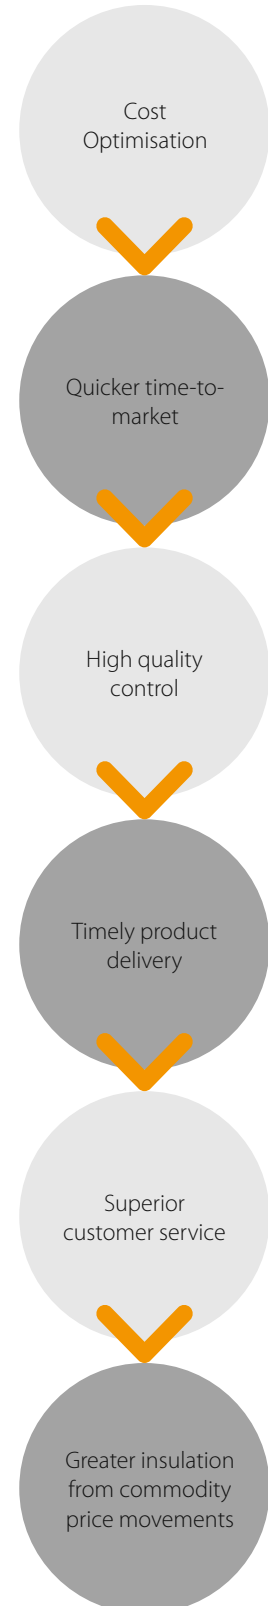 Cost
Optimisation
Quicker time-to-
market
High quality
control
Timely product
delivery
Superior
customer service
Greater insulation
from commodity
price movements